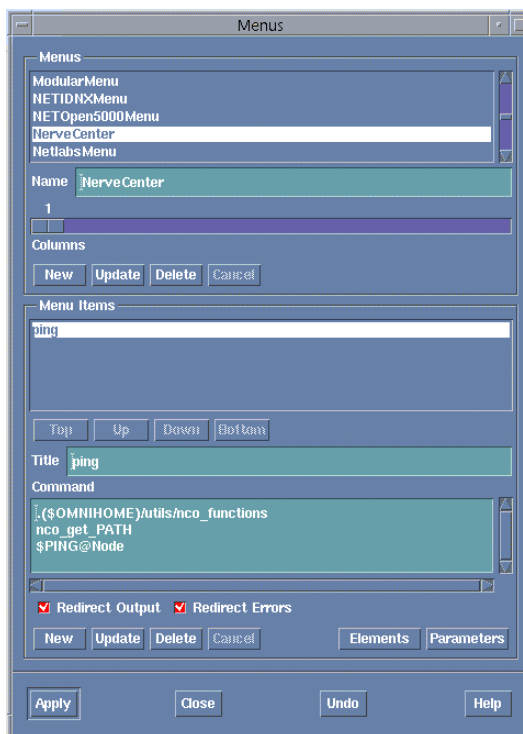 Menus
Menus
ModularMenu
NETIDNXMenu
NETOpen5000Menu
NerveCenter
NetlabsMenu
Name NerveCenter
1
Columns
New Update Delete Cancel
Menu Items
ping
Top Up Down Bottom
Title ping
Command
.($OMNIHOME)/utils/nco_functions
nco_get_PATH
$PING@Node
Redirect Output Redirect Errors
New Update Delete Cancel Elements Parameters
Apply Close Undo Help